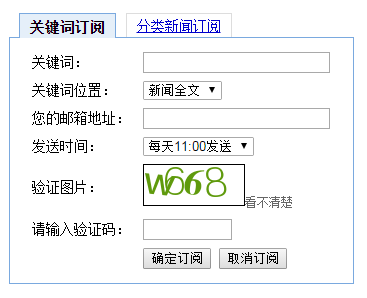 关键词订阅 分类新闻订阅
关键词：
关键词位置： 新闻全文
您的邮箱地址：
发送时间： 每天11:00发送
验证图片： W668 看不清楚
请输入验证码：
确定订阅 取消订阅